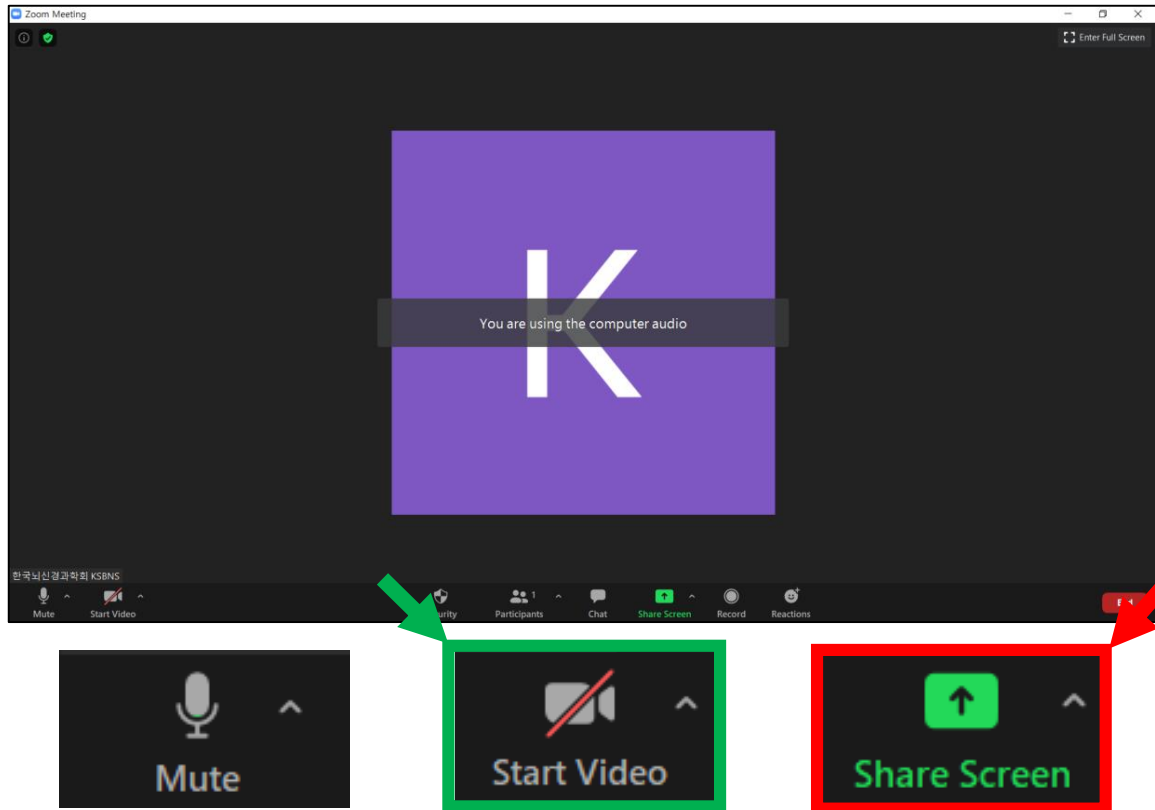 Zoom Meeting
Enter Full Screen
K
You are using the computer audio
한국뇌신경과학회 KSBNS
Mute Start Video Participants Chat Share Screen Record Reactions
Mute Start Video Share Screen